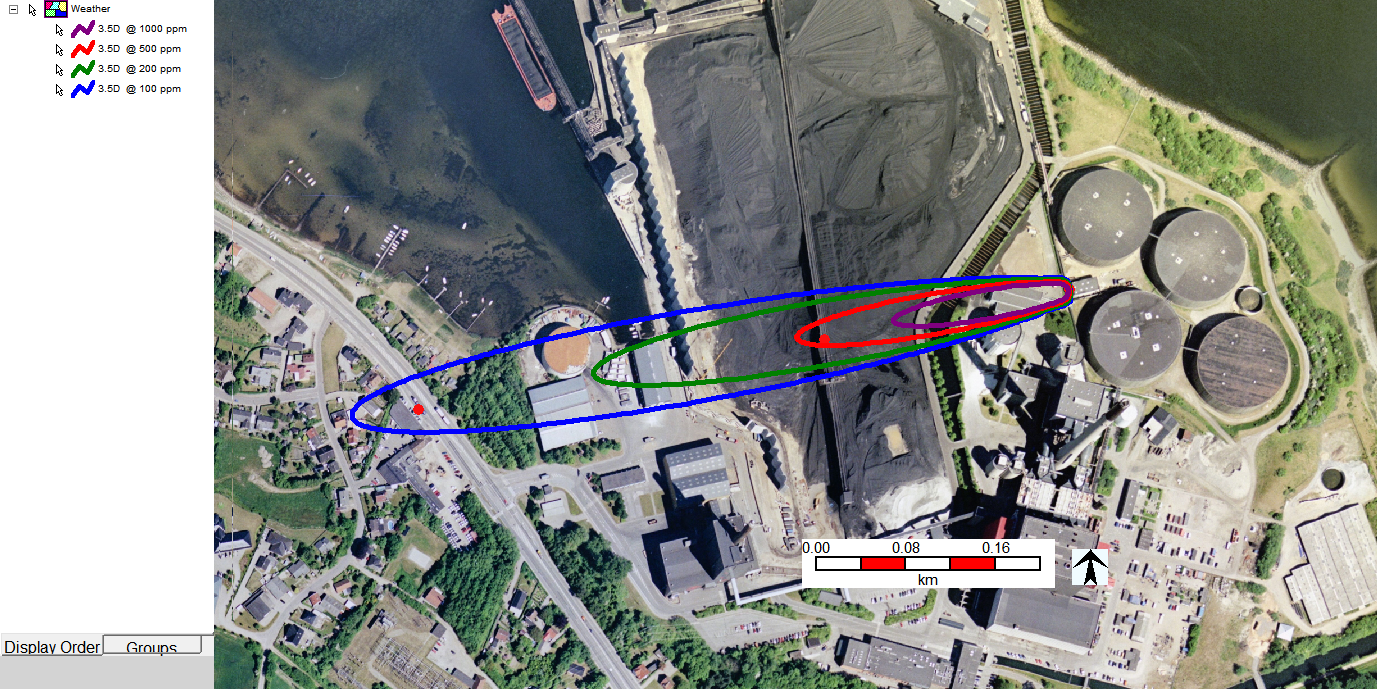 Weather
3.5D @ 1000 ppm
3.5D @ 500 ppm
3.5D @ 200 ppm
3.5D @ 100 ppm
0.00 0.08 0.16
km
Display Order Groups